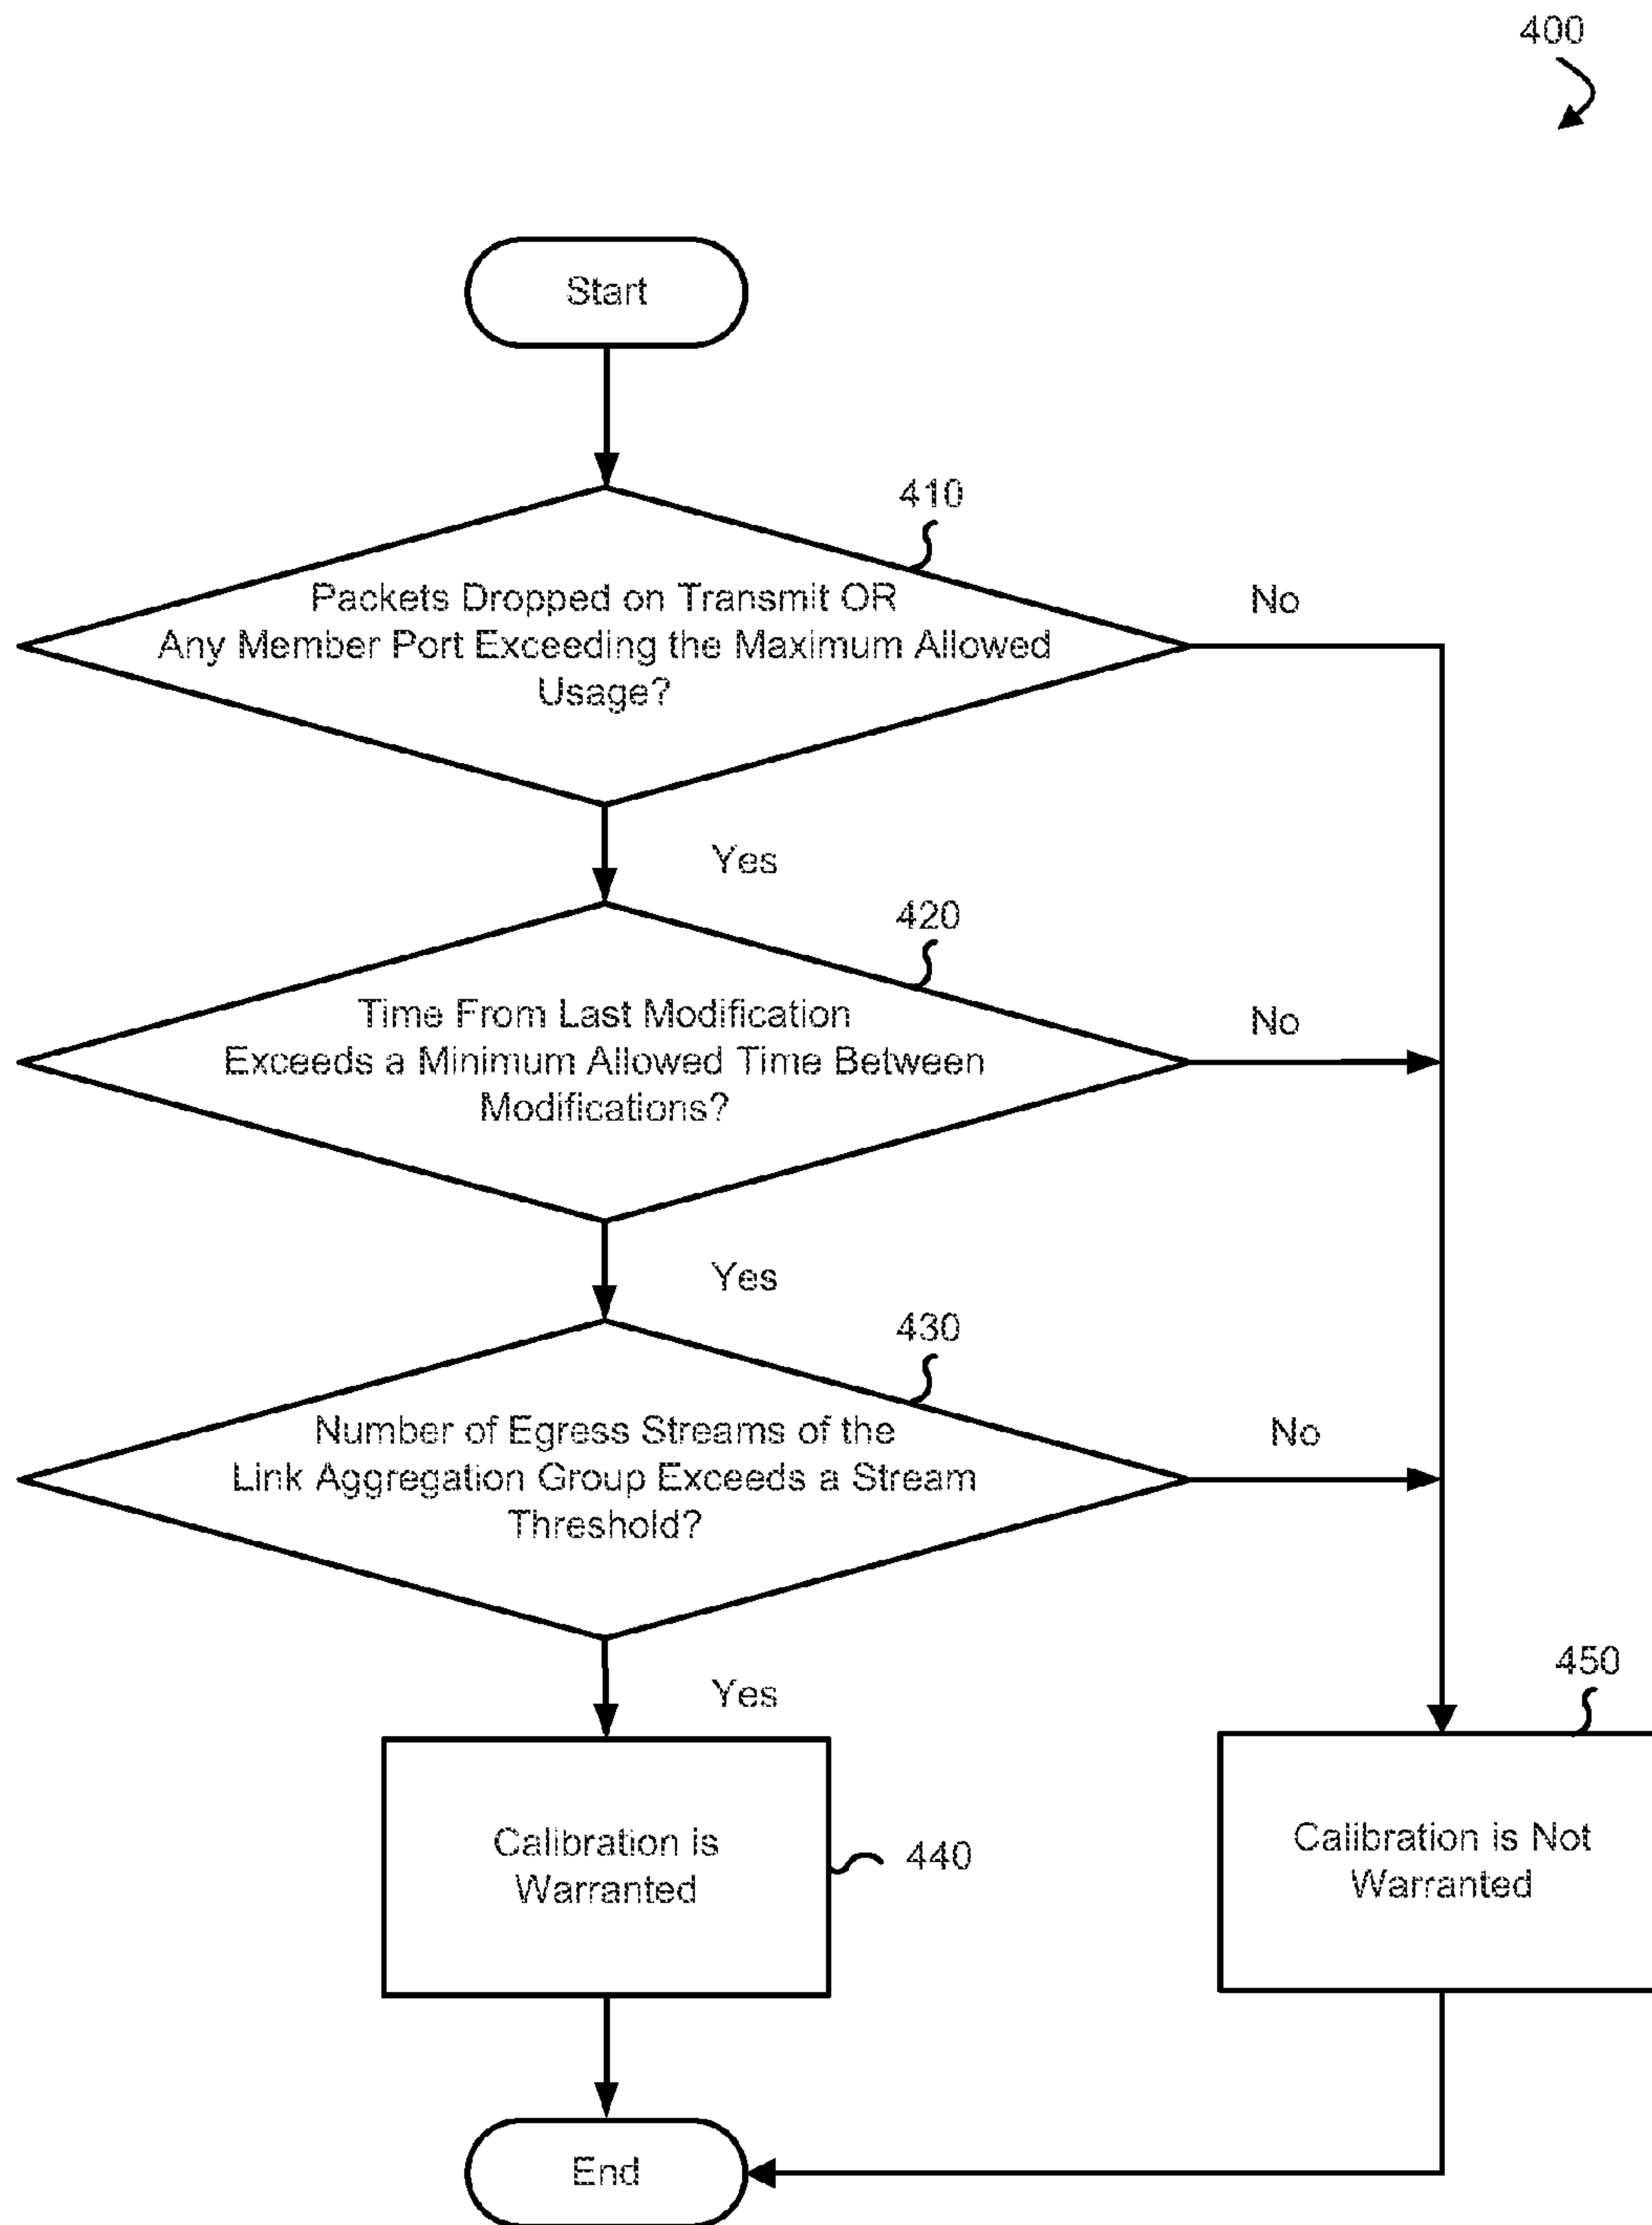 400
Start
410
Packets Dropped on Transmit OR
Any Member Port Exceeding the Maximum Allowed
Usage?
No
Yes
420
Time From Last Modification
Exceeds a Minimum Allowed Time Between
Modifications?
No
Yes
430
Number of Egress Streams of the
Link Aggregation Group Exceeds a Stream
Threshold?
No
Yes
450
Calibration is
Warranted
440
Calibration is Not
Warranted
End